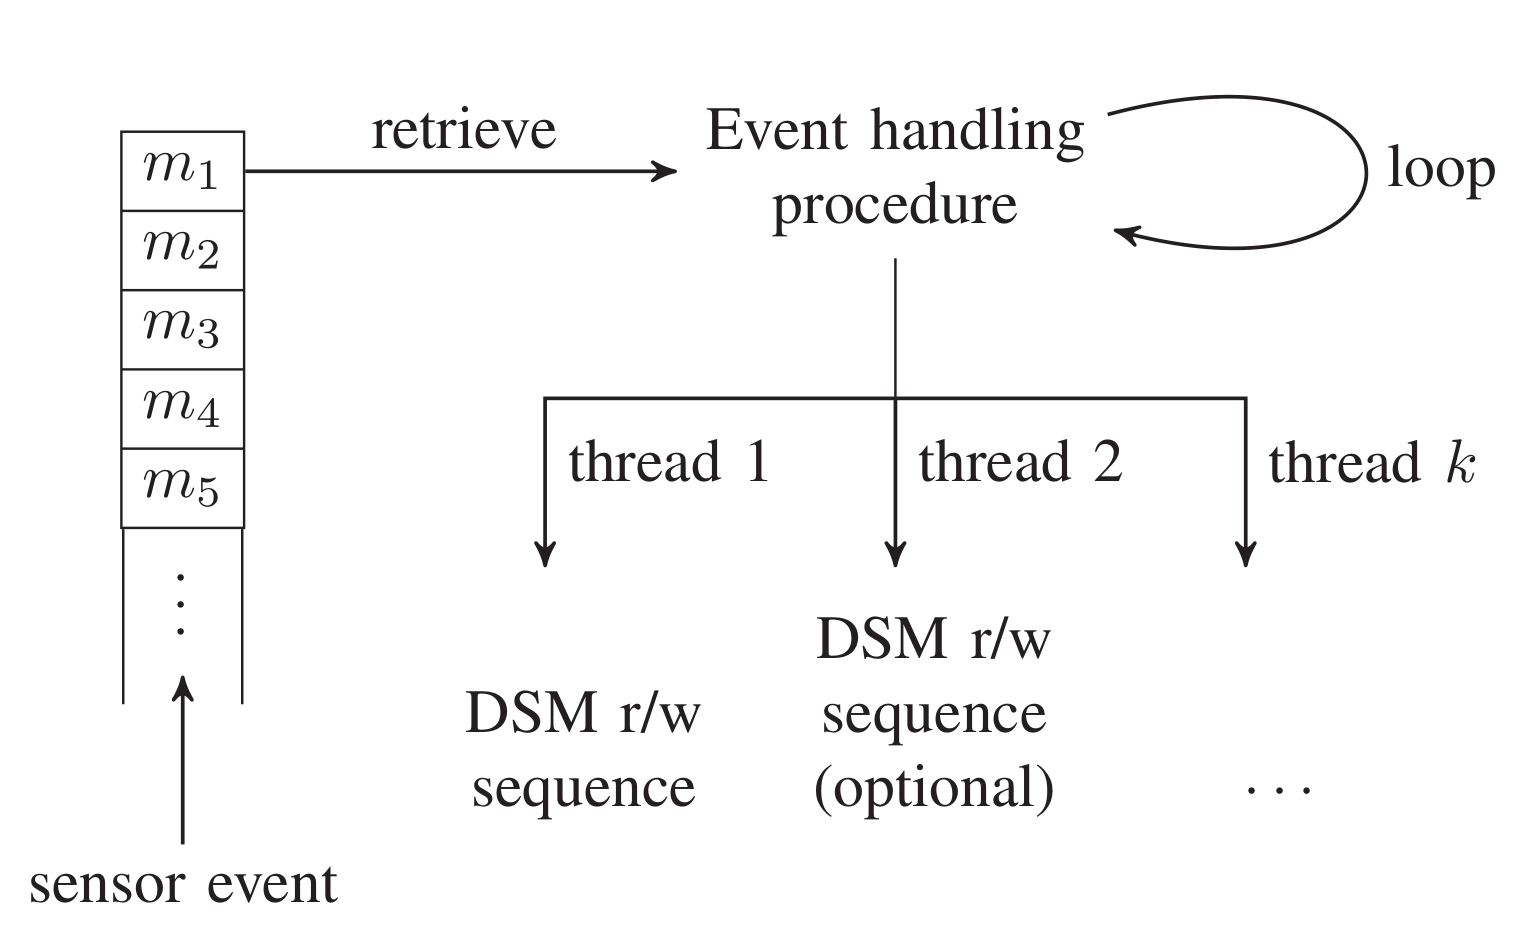 retrieve
Event handling
procedure
loop
m₁
m₂
m₃
m₄
m₅
⋮
sensor event
thread 1
thread 2
thread k
DSM r/w
sequence
DSM r/w
sequence
(optional)
...